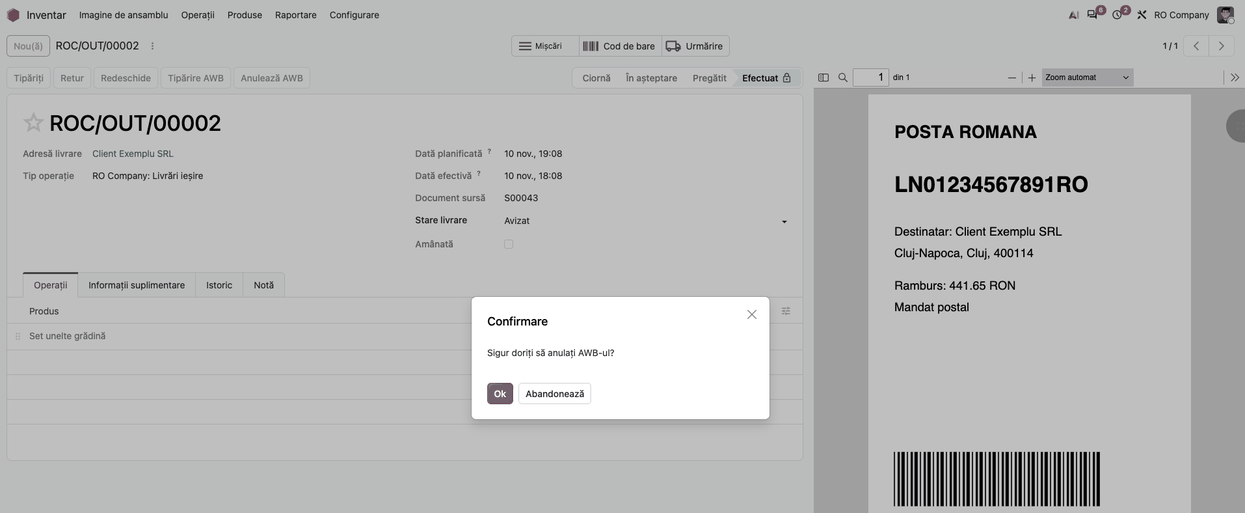 Inventar Imagine de ansamblu Operații Produse Raportare Configurare 6 2 RO Company
Nou(ă) ROC/OUT/00002 Mișcări Cod de bare Urmărire 1/1
Tipăriți Retur Redeschide Tipărire AWB Anulează AWB Ciornă În așteptare Pregătit Efectuat
1 din 1 Zoom automat
ROC/OUT/00002
Adresă livrare Client Exemplu SRL
Tip operație RO Company: Livrări ieșire
Dată planificată ? 10 nov., 19:08
Dată efectivă ? 10 nov., 18:08
Document sursă S00043
Stare livrare Avizat
Amânată
Operații Informații suplimentare Istoric Notă
Produs
Set unelte grădină
Confirmare
Sigur doriți să anulați AWB-ul?
Ok Abandonează
POSTA ROMANA
LN01234567891RO
Destinatar: Client Exemplu SRL
Cluj-Napoca, Cluj, 400114
Ramburs: 441.65 RON
Mandat postal